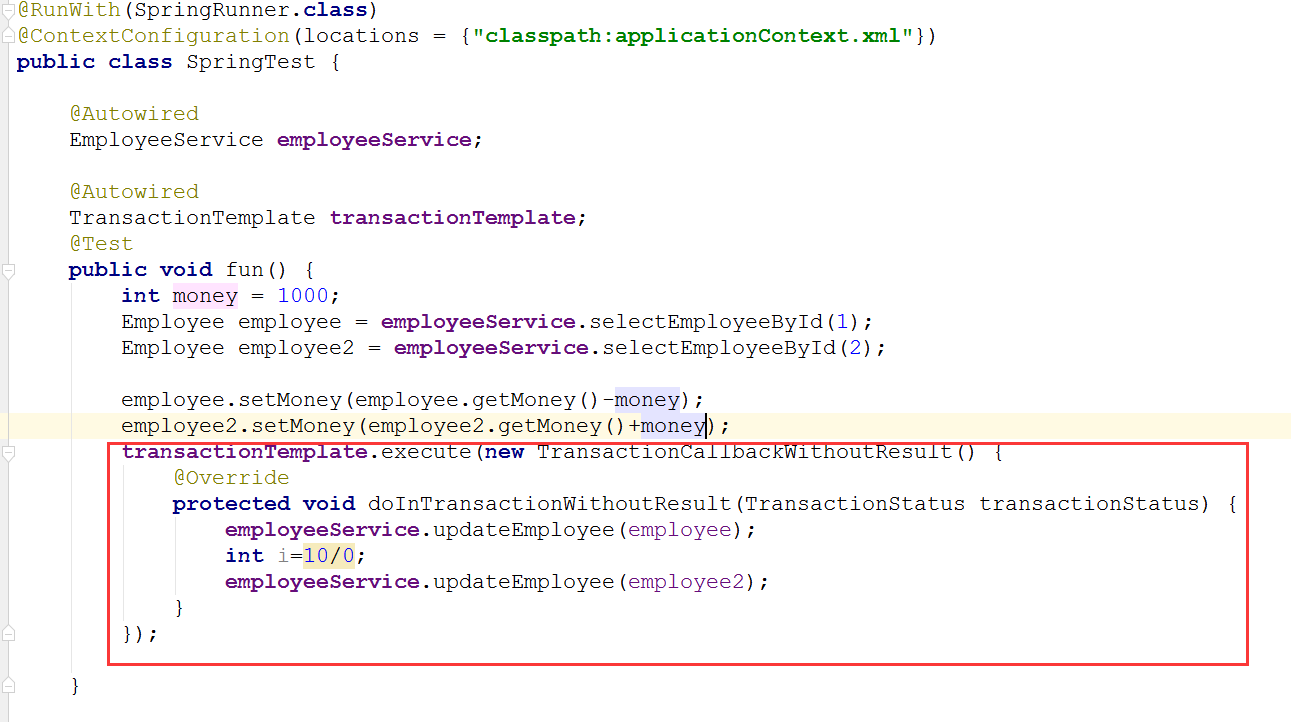 @RunWith(SpringRunner.class)
@ContextConfiguration(locations = {"classpath:applicationContext.xml"})
public class SpringTest {
@Autowired
EmployeeService employeeService;
@Autowired
TransactionTemplate transactionTemplate;
@Test
public void fun() {
int money = 1000;
Employee employee = employeeService.selectEmployeeById(1);
Employee employee2 = employeeService.selectEmployeeById(2);
employee.setMoney(employee.getMoney()-money);
employee2.setMoney(employee2.getMoney()+money);
transactionTemplate.execute(new TransactionCallbackWithoutResult() {
@Override
protected void doInTransactionWithoutResult(TransactionStatus transactionStatus) {
employeeService.updateEmployee(employee);
int i=10/0;
employeeService.updateEmployee(employee2);
}
});
}